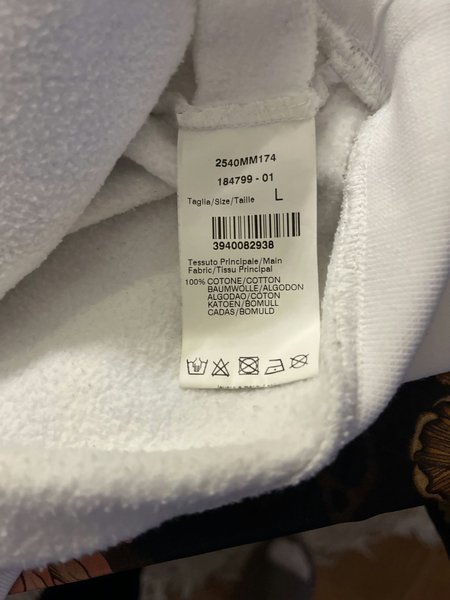 2540MM174
184799 - 01
Taglia/Size/Taille L
3940082938
Tessuto Principale/Main
Fabric/Tissu Principal
100% COTONE/COTTON
BAUMWOLLE/ALGODON
ALGODAO/COTON
KATOEN/BOMULL
CADAS/BOMULD